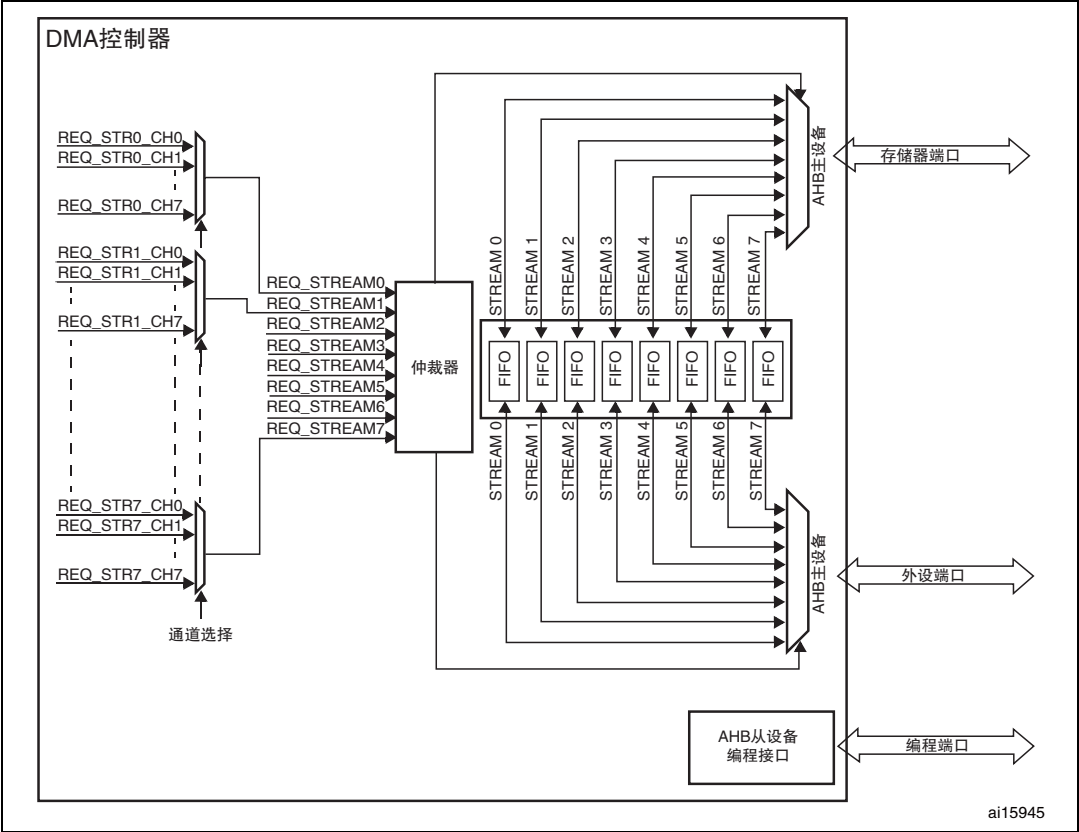 DMA控制器
REQ_STR0_CH0
REQ_STR0_CH1
REQ_STR0_CH7
REQ_STR1_CH0
REQ_STR1_CH1
REQ_STR1_CH7
REQ_STR7_CH0
REQ_STR7_CH1
REQ_STR7_CH7
通道选择
REQ_STREAM0
REQ_STREAM1
REQ_STREAM2
REQ_STREAM3
REQ_STREAM4
REQ_STREAM5
REQ_STREAM6
REQ_STREAM7
仲裁器
STREAM 0
STREAM 1
STREAM 2
STREAM 3
STREAM 4
STREAM 5
STREAM 6
STREAM 7
FIFO
FIFO
FIFO
FIFO
FIFO
FIFO
FIFO
FIFO
STREAM 0
STREAM 1
STREAM 2
STREAM 3
STREAM 4
STREAM 5
STREAM 6
STREAM 7
AHB主设备
存储器端口
AHB主设备
外设端口
AHB从设备
编程接口
编程端口
ai15945